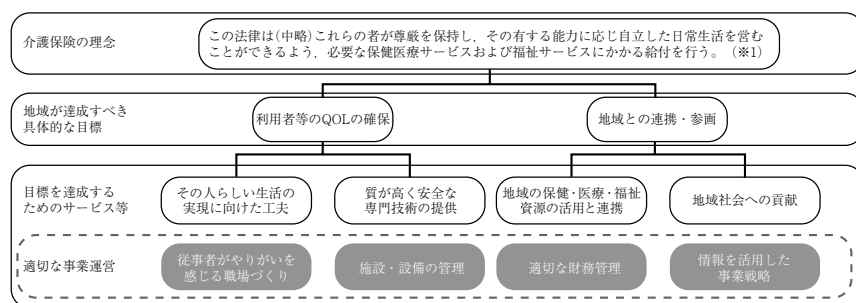 介護保険の理念
この法律は(中略)これらの者が尊厳を保持し，その有する能力に応じ自立した日常生活を営む
ことができるよう，必要な保健医療サービスおよび福祉サービスにかかる給付を行う。(※1)
地域が達成すべき
具体的な目標
利用者等のQOLの確保
地域との連携・参画
目標を達成する
ためのサービス等
その人らしい生活の
実現に向けた工夫
質が高く安全な
専門技術の提供
地域の保健・医療・福祉
資源の活用と連携
地域社会への貢献
適切な事業運営
従事者がやりがいを
感じる職場づくり
施設・設備の管理
適切な財務管理
情報を活用した
事業戦略